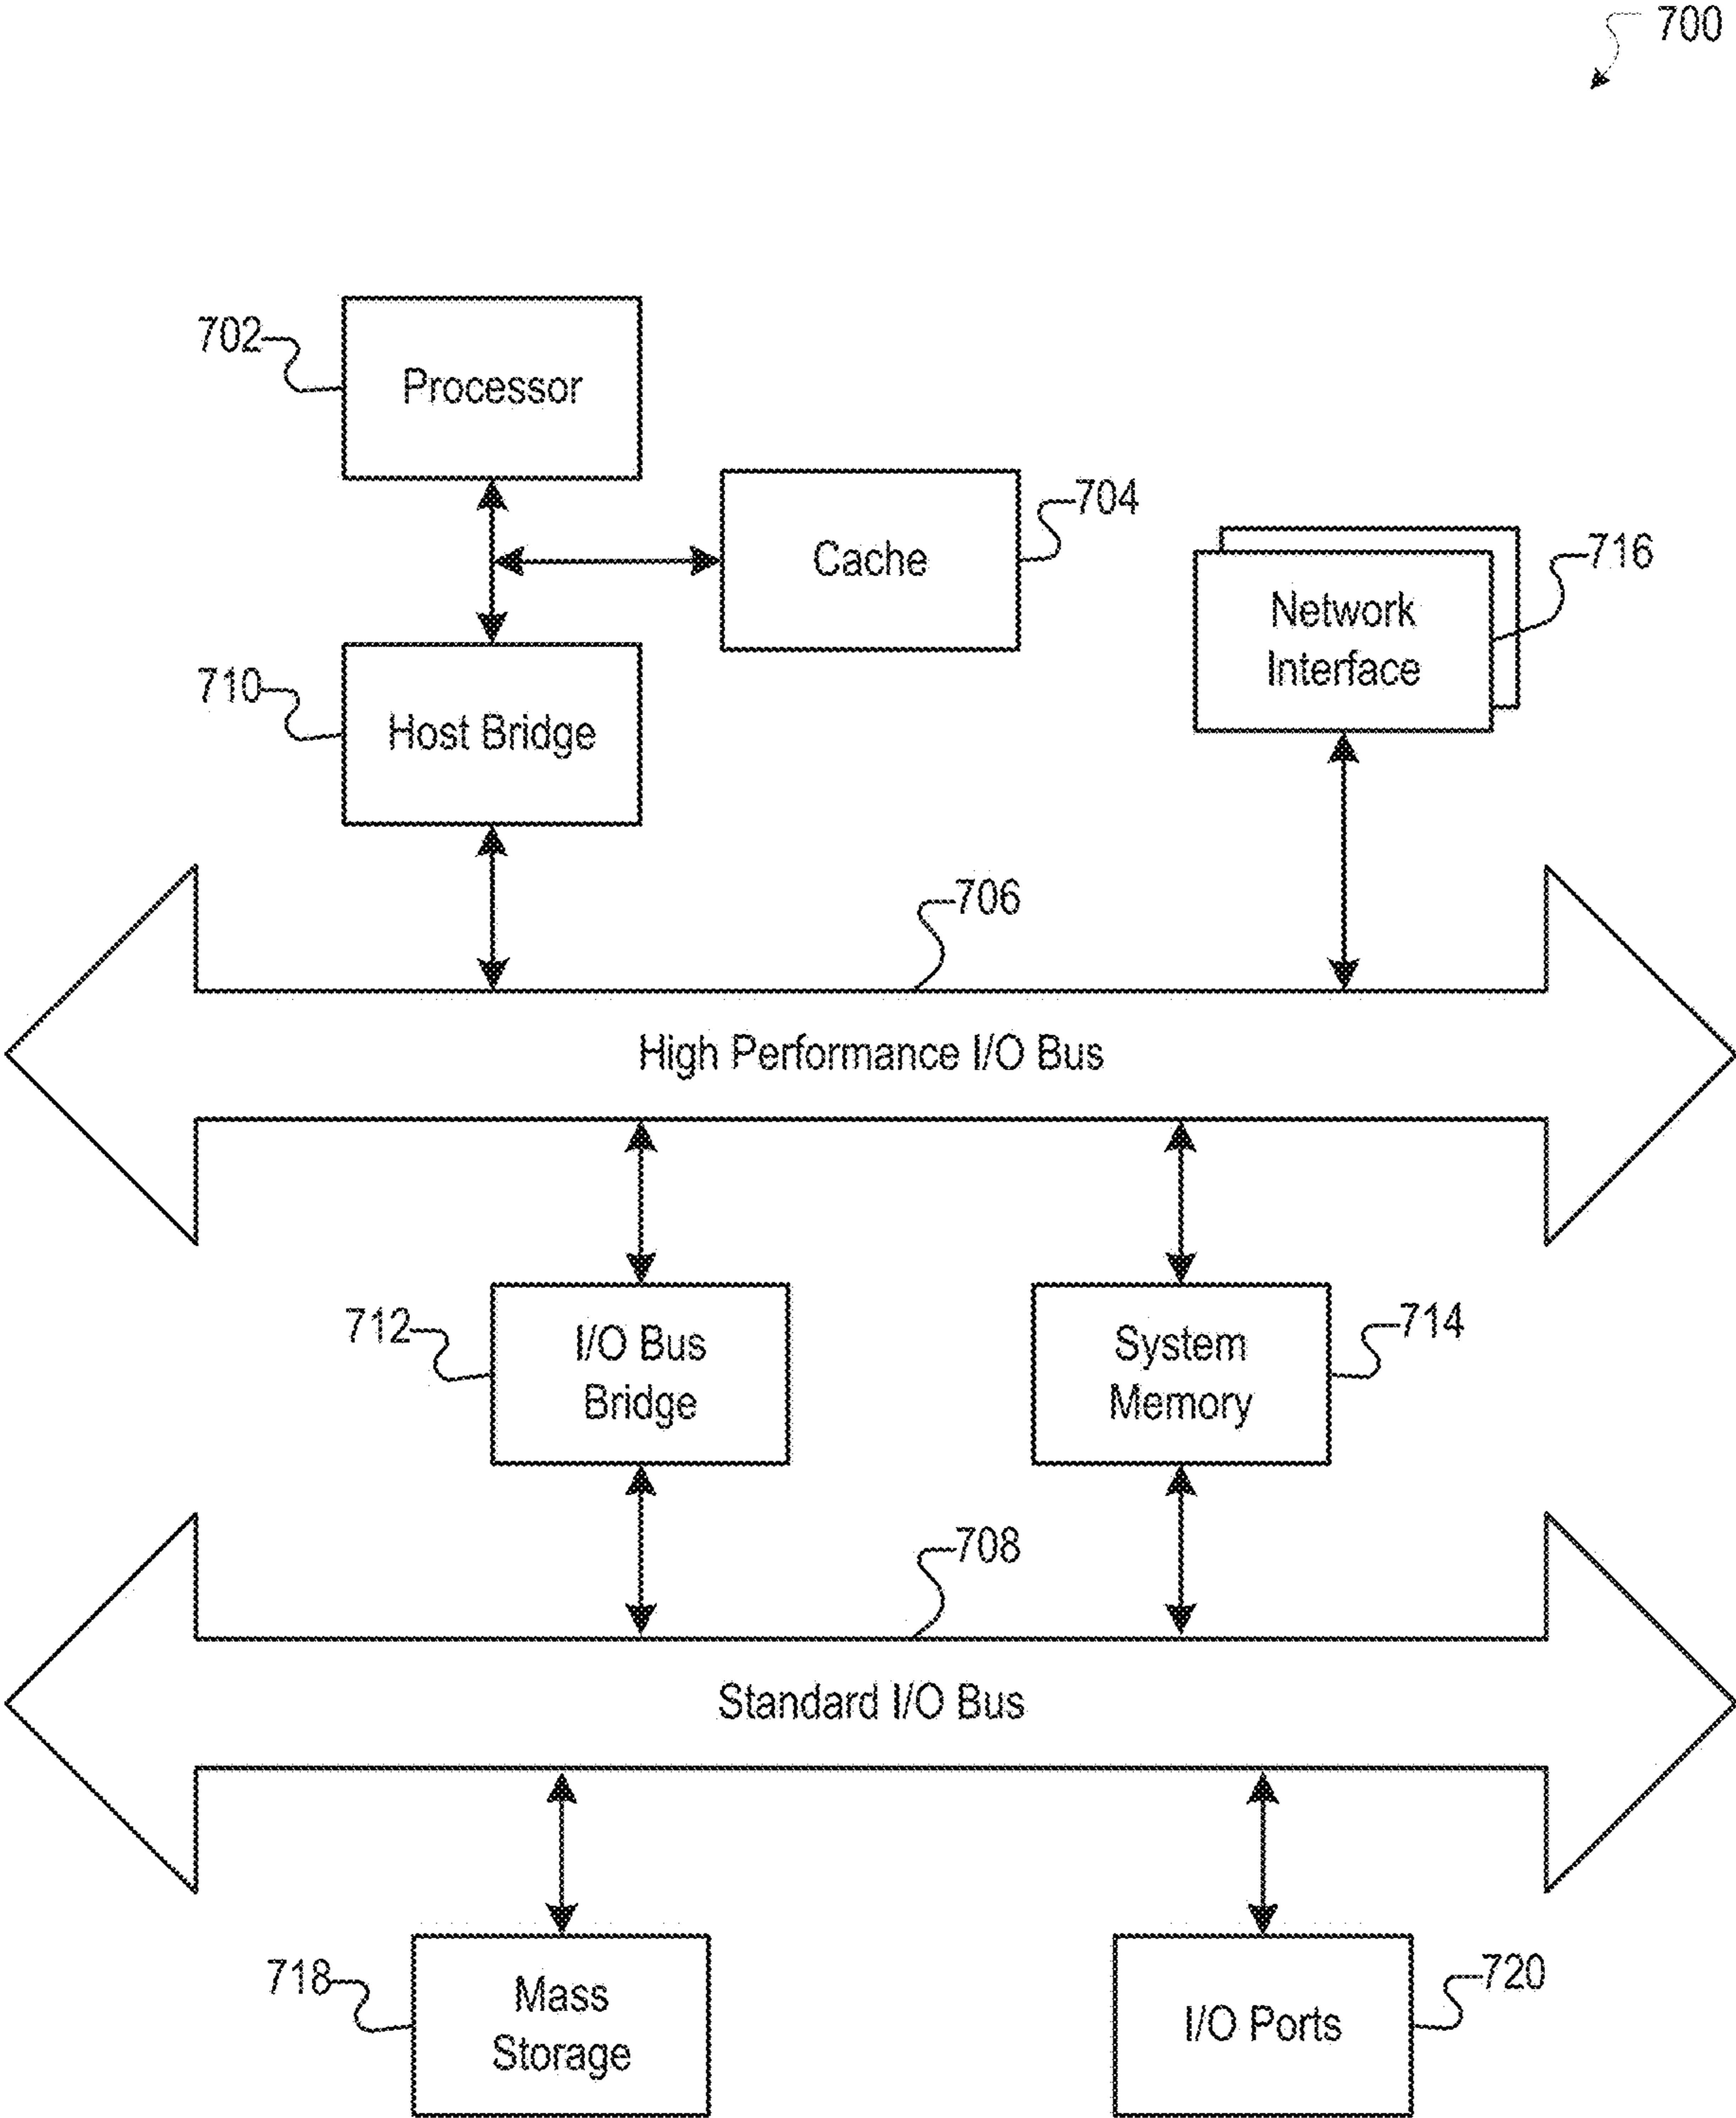 700
702
Processor
704
Cache
716
Network
Interface
710
Host Bridge
706
High Performance I/O Bus
712
I/O Bus
Bridge
714
System
Memory
708
Standard I/O Bus
718
Mass
Storage
720
I/O Ports